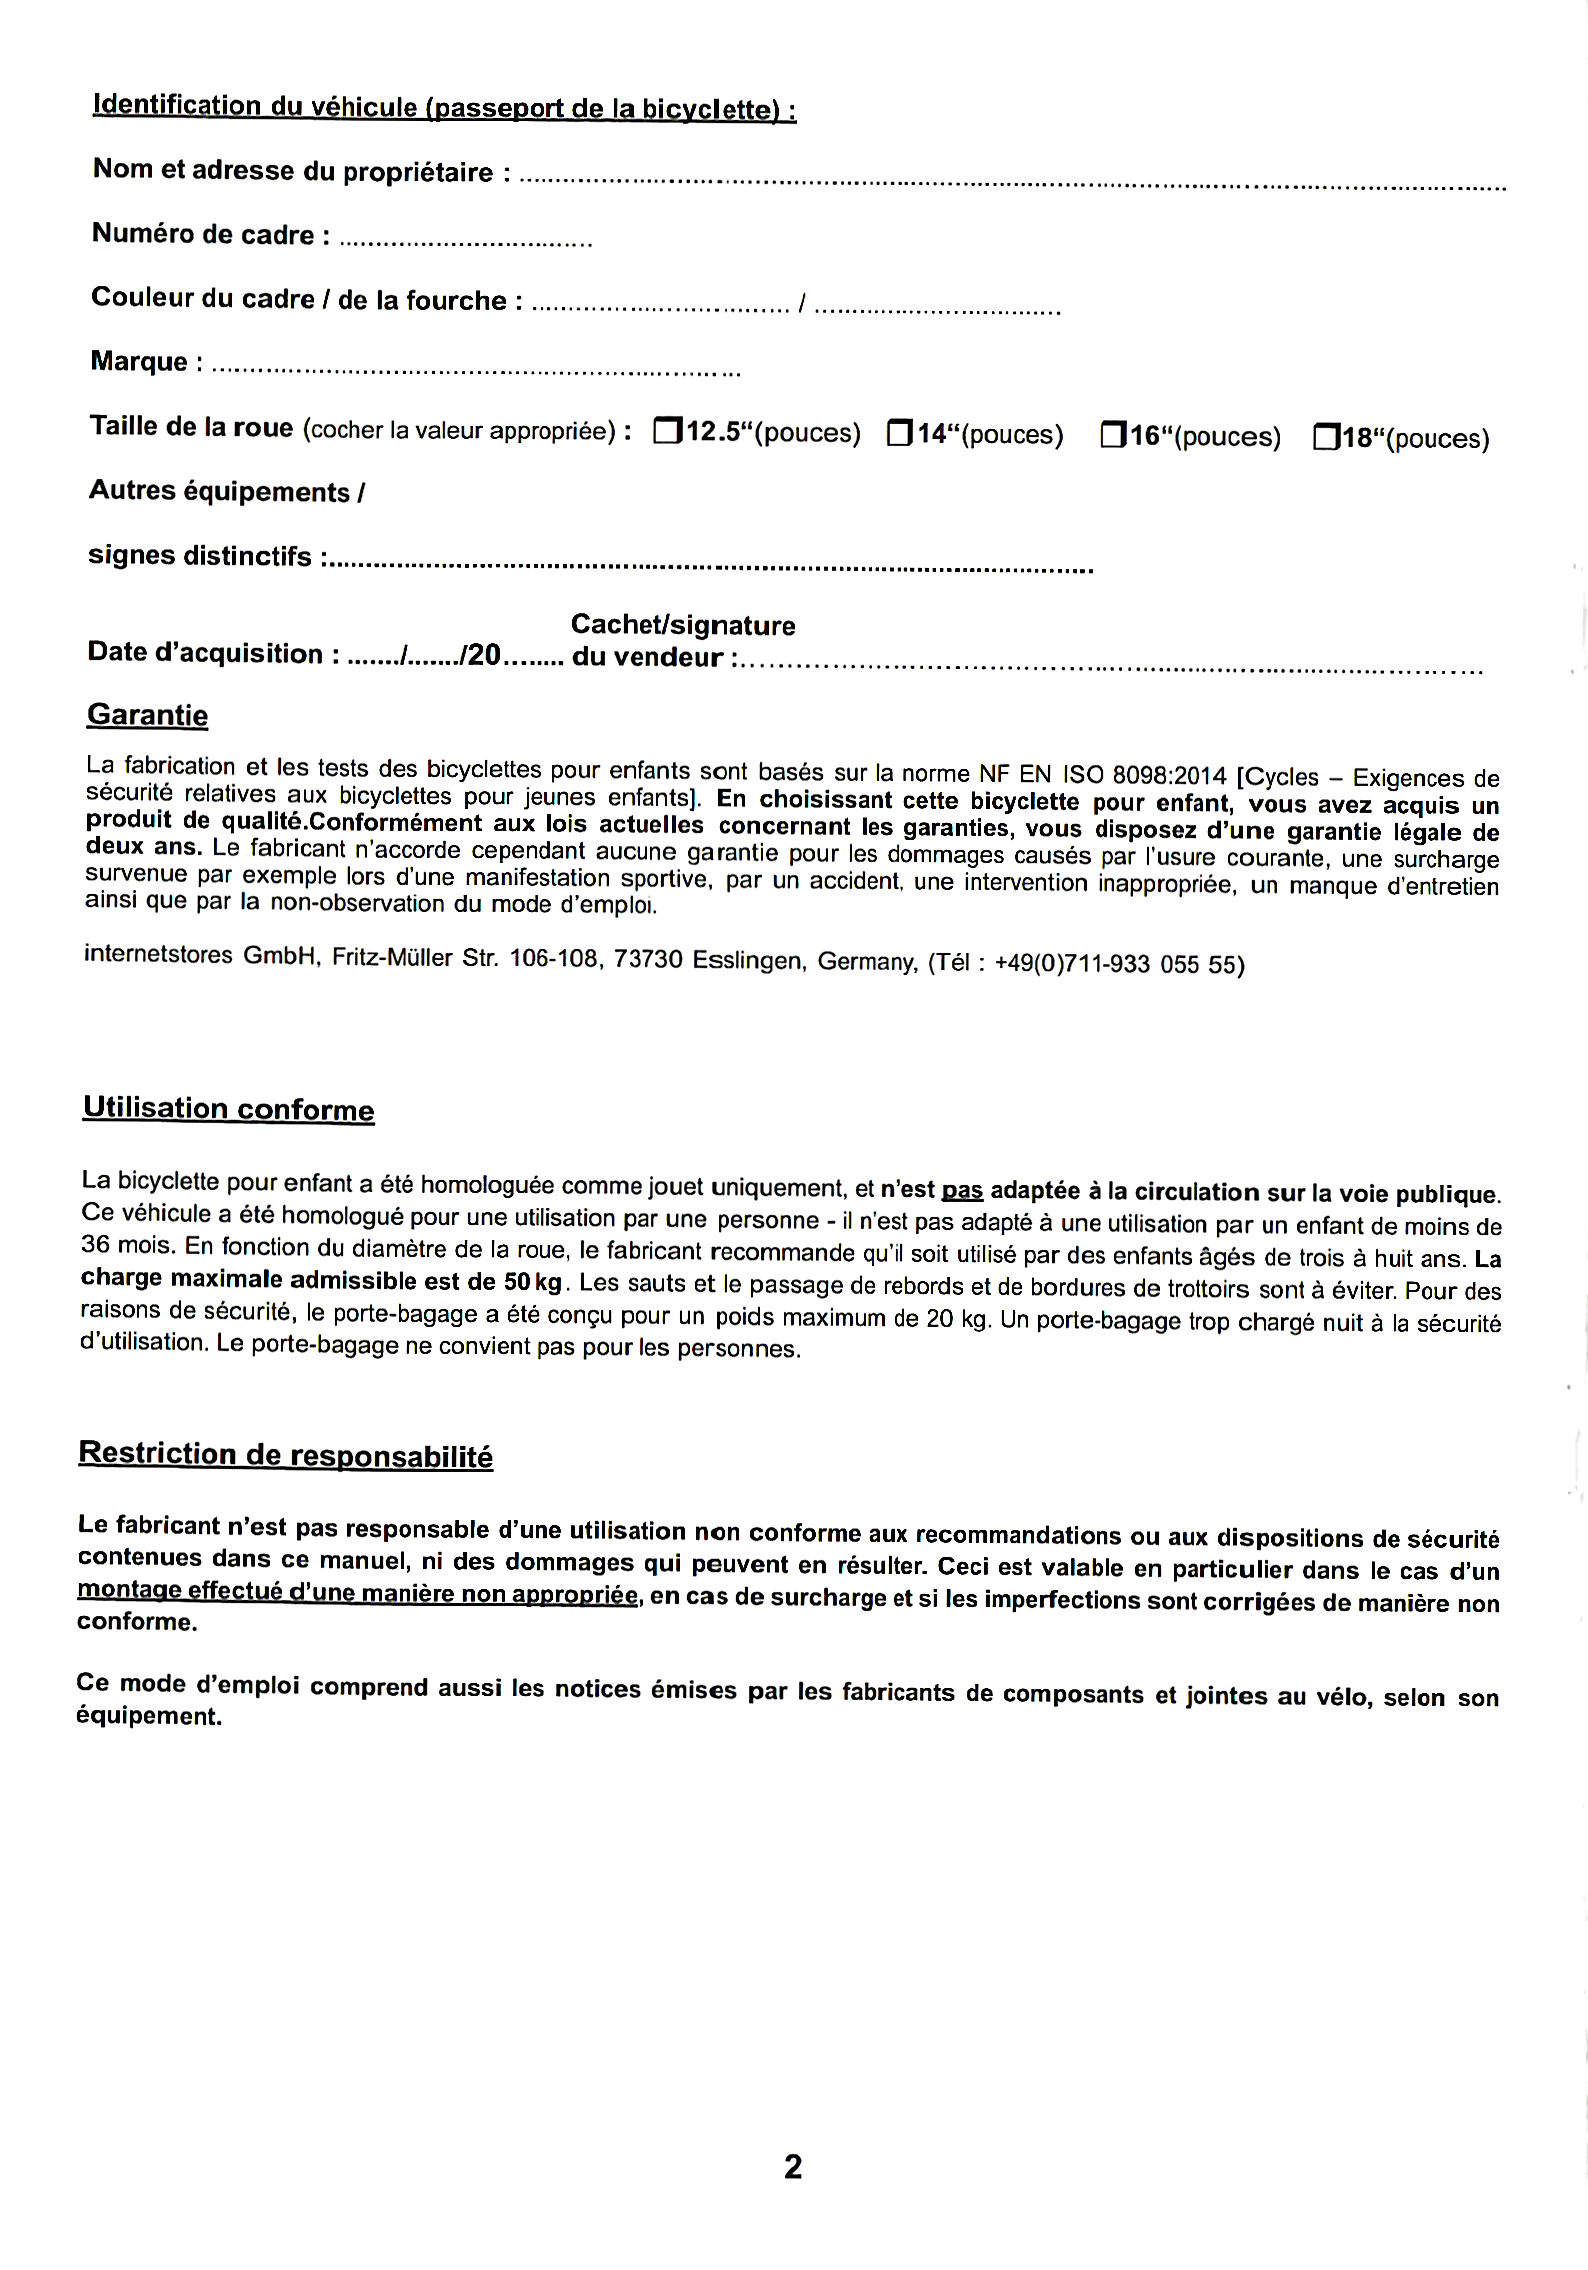 Identification du véhicule (passeport de la bicyclette) :
Nom et adresse du propriétaire : ........................................................................................................................................
Numéro de cadre : ..................................
Couleur du cadre / de la fourche : .................................. / .................................
Marque : .......................................................................
Taille de la roue (cocher la valeur appropriée) : ❒12.5“(pouces) ❒14“(pouces) ❒16“(pouces) ❒18“(pouces)
Autres équipements /
signes distinctifs :.......................................................................................................
Cachet/signature
Date d’acquisition : ......./......./20........ du vendeur :....................................................................................................
Garantie
La fabrication et les tests des bicyclettes pour enfants sont basés sur la norme NF EN ISO 8098:2014 [Cycles – Exigences de
sécurité relatives aux bicyclettes pour jeunes enfants]. En choisissant cette bicyclette pour enfant, vous avez acquis un
produit de qualité.Conformément aux lois actuelles concernant les garanties, vous disposez d’une garantie légale de
deux ans. Le fabricant n’accorde cependant aucune garantie pour les dommages causés par l’usure courante, une surcharge
survenue par exemple lors d’une manifestation sportive, par un accident, une intervention inappropriée, un manque d’entretien
ainsi que par la non-observation du mode d’emploi.
internetstores GmbH, Fritz-Müller Str. 106-108, 73730 Esslingen, Germany, (Tél : +49(0)711-933 055 55)
Utilisation conforme
La bicyclette pour enfant a été homologuée comme jouet uniquement, et n’est pas adaptée à la circulation sur la voie publique.
Ce véhicule a été homologué pour une utilisation par une personne - il n’est pas adapté à une utilisation par un enfant de moins de
36 mois. En fonction du diamètre de la roue, le fabricant recommande qu’il soit utilisé par des enfants âgés de trois à huit ans. La
charge maximale admissible est de 50 kg. Les sauts et le passage de rebords et de bordures de trottoirs sont à éviter. Pour des
raisons de sécurité, le porte-bagage a été conçu pour un poids maximum de 20 kg. Un porte-bagage trop chargé nuit à la sécurité
d’utilisation. Le porte-bagage ne convient pas pour les personnes.
Restriction de responsabilité
Le fabricant n’est pas responsable d’une utilisation non conforme aux recommandations ou aux dispositions de sécurité
contenues dans ce manuel, ni des dommages qui peuvent en résulter. Ceci est valable en particulier dans le cas d’un
montage effectué d’une manière non appropriée, en cas de surcharge et si les imperfections sont corrigées de manière non
conforme.
Ce mode d’emploi comprend aussi les notices émises par les fabricants de composants et jointes au vélo, selon son
équipement.
2